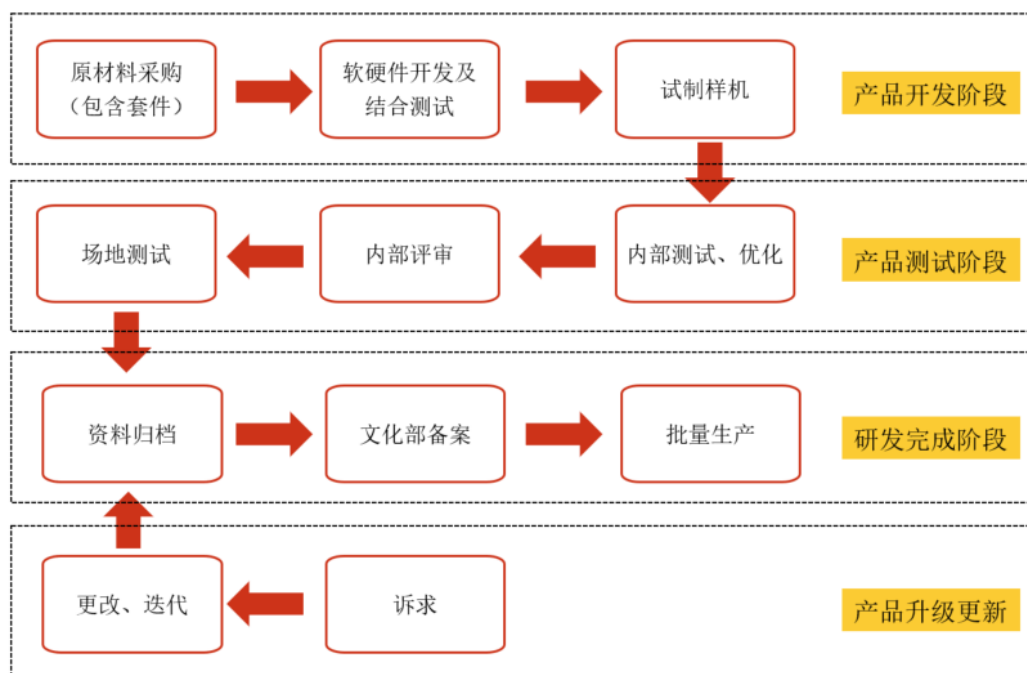 原材料采购
（包含套件）
软硬件开发及
结合测试
试制样机
产品开发阶段
场地测试
内部评审
内部测试、优化
产品测试阶段
资料归档
文化部备案
批量生产
研发完成阶段
更改、迭代
诉求
产品升级更新